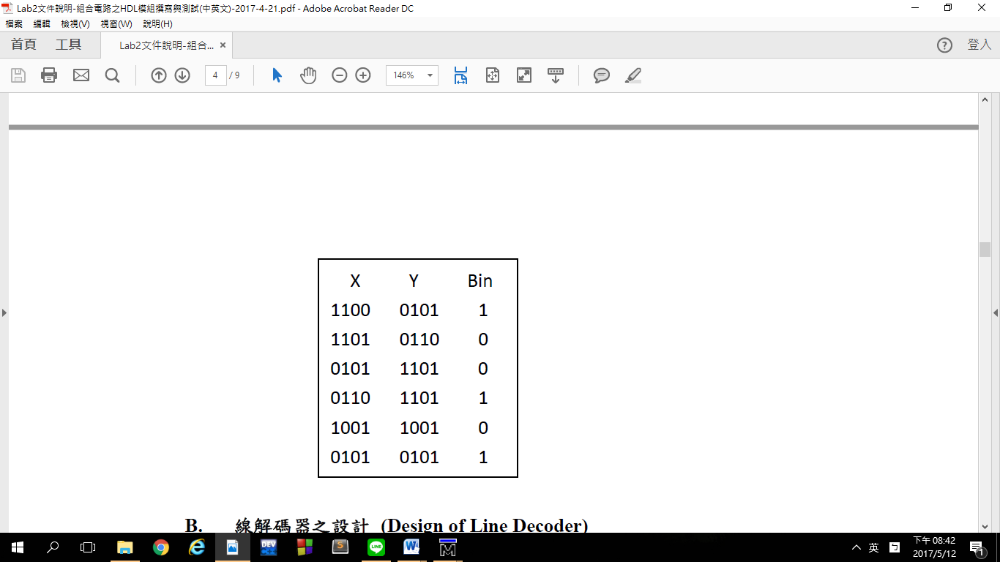 Lab2文件說明-組合電路之HDL模組撰寫與測試(中英文)-2017-4-21.pdf - Adobe Acrobat Reader DC
檔案 編輯 檢視(V) 視窗(W) 說明(H)
首頁 工具 Lab2文件說明-組合... × 登入
4 / 9 146%
X Y Bin
1100 0101 1
1101 0110 0
0101 1101 0
0110 1101 1
1001 1001 0
0101 0101 1
B. 線解碼器之設計 (Design of Line Decoder)
DEV S LINE W M 英 ㄅ 下午 08:42
2017/5/12 1